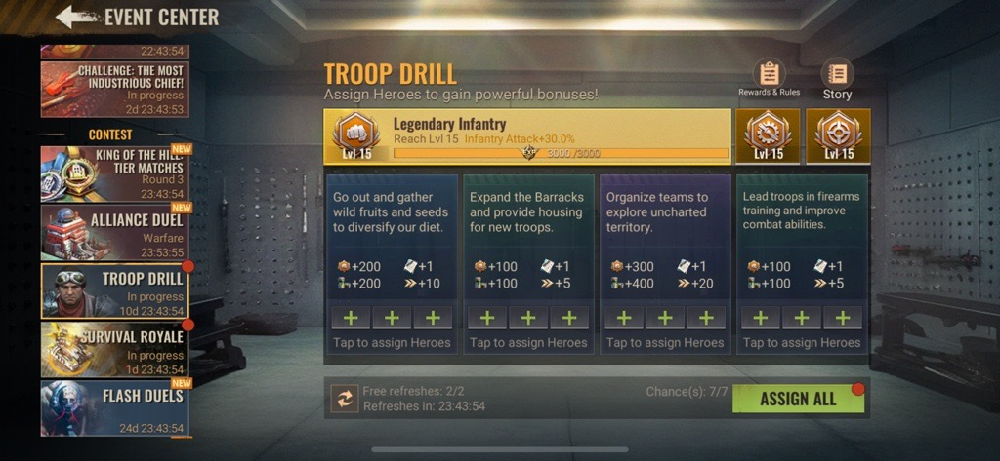 EVENT CENTER
22:43:54
CHALLENGE: THE MOST
INDUSTRIOUS CHIEF!
In progress
2d 23:43:53
CONTEST
NEW
KING OF THE HILL:
TIER MATCHES
Round 3
23:43:54
NEW
ALLIANCE DUEL
Warfare
23:53:55
TROOP DRILL
In progress
10d 23:43:54
SURVIVAL ROYALE
In progress
1d 23:43:54
NEW
FLASH DUELS
24d 23:43:54
TROOP DRILL
Assign Heroes to gain powerful bonuses!
Rewards & Rules
Story
Legendary Infantry
Reach Lvl 15 Infantry Attack+30.0%
Lvl 15
EXP
3000 /3000
Lvl 15
Lvl 15
Go out and gather
wild fruits and seeds
to diversify our diet.
+200 +1
+200 +10
Tap to assign Heroes
Expand the Barracks
and provide housing
for new troops.
+100 +1
+100 +5
Tap to assign Heroes
Organize teams to
explore uncharted
territory.
+300 +1
+400 +20
Tap to assign Heroes
Lead troops in firearms
training and improve
combat abilities.
+100 +1
+100 +5
Tap to assign Heroes
Free refreshes: 2/2
Refreshes in: 23:43:54
Chance(s): 7/7
ASSIGN ALL